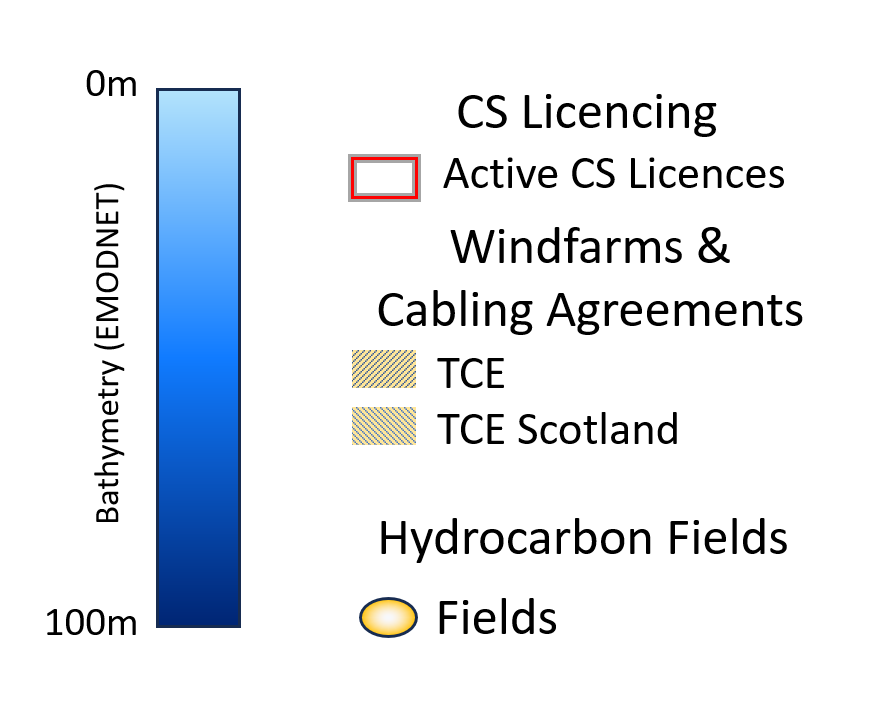 0m
Bathymetry (EMODNET)
100m
CS Licencing
Active CS Licences
Windfarms &
Cabling Agreements
TCE
TCE Scotland
Hydrocarbon Fields
Fields